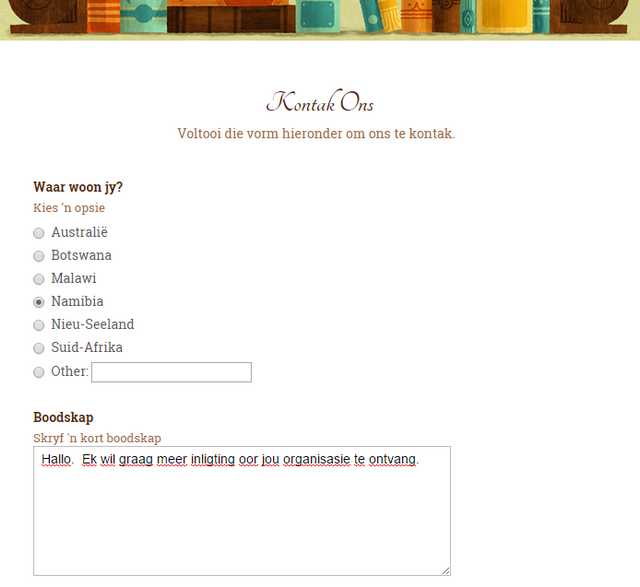 Kontak Ons
Voltooi die vorm hieronder om ons te kontak.
Waar woon jy?
Kies 'n opsie
Australië
Botswana
Malawi
Namibia
Nieu-Seeland
Suid-Afrika
Other:
Boodskap
Skryf 'n kort boodskap
Hallo.  Ek wil graag meer inligting oor jou organisasie te ontvang.